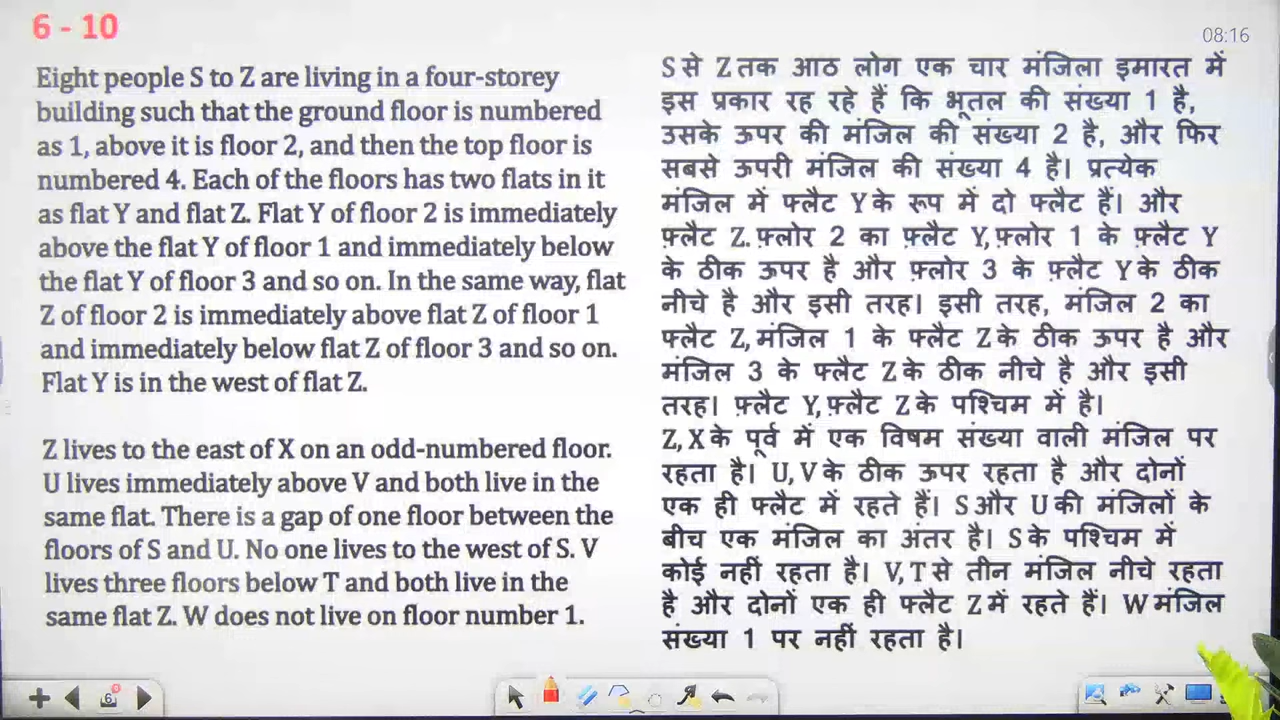 6 - 10
08:16
Eight people S to Z are living in a four-storey
building such that the ground floor is numbered
as 1, above it is floor 2, and then the top floor is
numbered 4. Each of the floors has two flats in it
as flat Y and flat Z. Flat Y of floor 2 is immediately
above the flat Y of floor 1 and immediately below
the flat Y of floor 3 and so on. In the same way, flat
Z of floor 2 is immediately above flat Z of floor 1
and immediately below flat Z of floor 3 and so on.
Flat Y is in the west of flat Z.
Z lives to the east of X on an odd-numbered floor.
U lives immediately above V and both live in the
same flat. There is a gap of one floor between the
floors of S and U. No one lives to the west of S. V
lives three floors below T and both live in the
same flat Z. W does not live on floor number 1.
S से Z तक आठ लोग एक चार मंजिला इमारत में
इस प्रकार रह रहे हैं कि भूतल की संख्या 1 है,
उसके ऊपर की मंजिल की संख्या 2 है, और फिर
सबसे ऊपरी मंजिल की संख्या 4 है। प्रत्येक
मंजिल में फ्लैट Y के रूप में दो फ्लैट हैं। और
फ़्लैट Z. फ़्लोर 2 का फ़्लैट Y, फ़्लोर 1 के फ़्लैट Y
के ठीक ऊपर है और फ़्लोर 3 के फ़्लैट Y के ठीक
नीचे है और इसी तरह। इसी तरह, मंजिल 2 का
फ्लैट Z, मंजिल 1 के फ्लैट Z के ठीक ऊपर है और
मंजिल 3 के फ्लैट Z के ठीक नीचे है और इसी
तरह। फ़्लैट Y, फ़्लैट Z के पश्चिम में है।
Z, X के पूर्व में एक विषम संख्या वाली मंजिल पर
रहता है। U, V के ठीक ऊपर रहता है और दोनों
एक ही फ्लैट में रहते हैं। S और U की मंजिलों के
बीच एक मंजिल का अंतर है। S के पश्चिम में
कोई नहीं रहता है। V, T से तीन मंजिल नीचे रहता
है और दोनों एक ही फ्लैट Z में रहते हैं। W मंजिल
संख्या 1 पर नहीं रहता है।
6